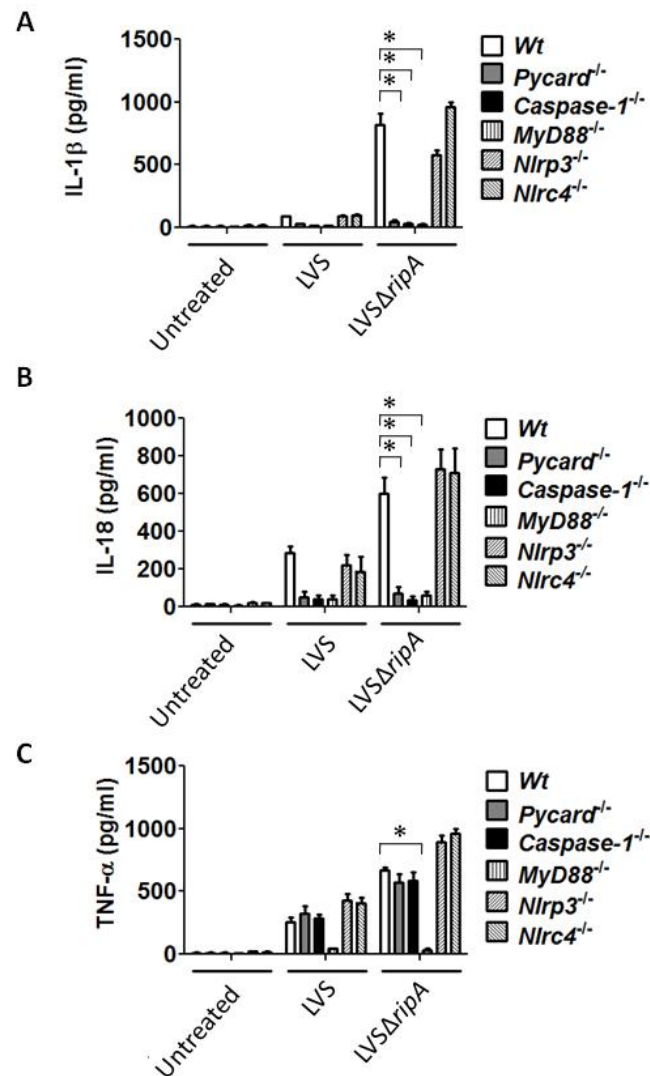 A
IL-1β (pg/ml)
1500
1000
500
0
Untreated
LVS
LVSΔripA
*
*
*
Wt
Pycard-/-
Caspase-1-/-
MyD88-/-
Nlrp3-/-
Nlrc4-/-
B
IL-18 (pg/ml)
1000
800
600
400
200
0
Untreated
LVS
LVSΔripA
*
*
*
Wt
Pycard-/-
Caspase-1-/-
MyD88-/-
Nlrp3-/-
Nlrc4-/-
C
TNF-α (pg/ml)
1500
1000
500
0
Untreated
LVS
LVSΔripA
*
Wt
Pycard-/-
Caspase-1-/-
MyD88-/-
Nlrp3-/-
Nlrc4-/-